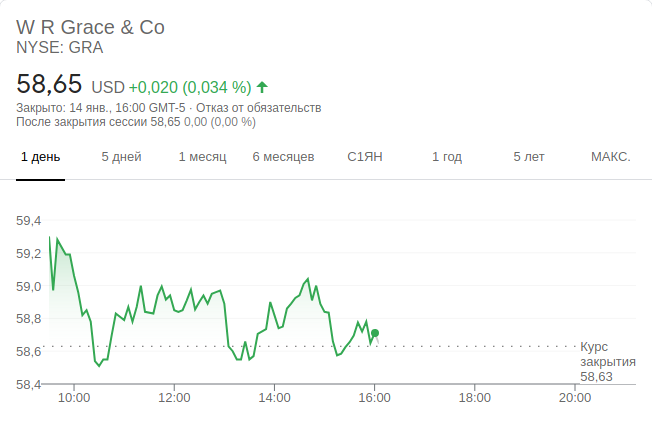 W R Grace & Co
NYSE: GRA
58,65 USD +0,020 (0,034 %)
Закрыто: 14 янв., 16:00 GMT-5 · Отказ от обязательств
После закрытия сессии 58,65 0,00 (0,00 %)
1 день 5 дней 1 месяц 6 месяцев С1ЯН 1 год 5 лет МАКС.
59,4
59,2
59,0
58,8
58,6
58,4
Курс
закрытия
58,63
10:00 12:00 14:00 16:00 18:00 20:00